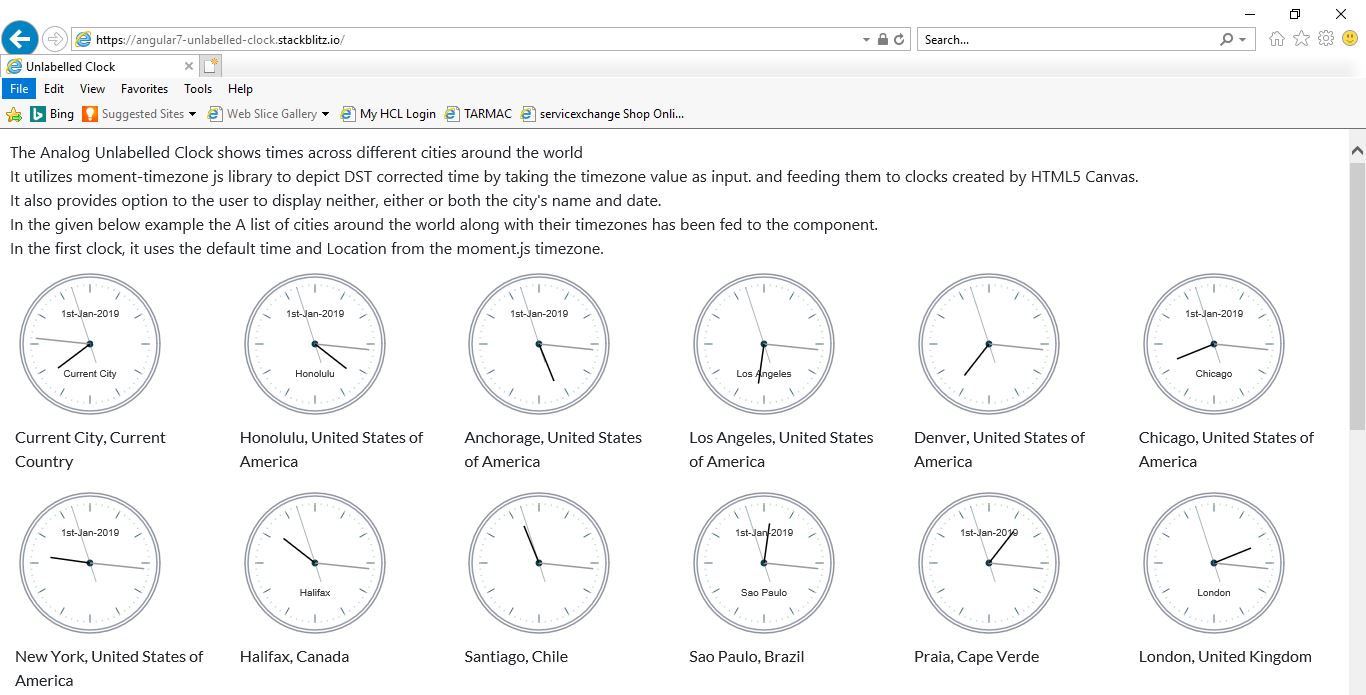 https://angular7-unlabelled-clock.stackblitz.io/
Search...
Unlabelled Clock
File Edit View Favorites Tools Help
Bing Suggested Sites Web Slice Gallery My HCL Login TARMAC servicexchange Shop Onli...
The Analog Unlabelled Clock shows times across different cities around the world
It utilizes moment-timezone js library to depict DST corrected time by taking the timezone value as input. and feeding them to clocks created by HTML5 Canvas.
It also provides option to the user to display neither, either or both the city's name and date.
In the given below example the A list of cities around the world along with their timezones has been fed to the component.
In the first clock, it uses the default time and Location from the moment.js timezone.
1st-Jan-2019
Current City
Current City, Current
Country
1st-Jan-2019
Honolulu
Honolulu, United States of
America
1st-Jan-2019
Anchorage, United States
of America
Los Angeles
Los Angeles, United States
of America
Denver, United States of
America
1st-Jan-2019
Chicago
Chicago, United States of
America
1st-Jan-2019
New York, United States of
America
Halifax
Halifax, Canada
Santiago, Chile
1st-Jan-2019
Sao Paulo
Sao Paulo, Brazil
1st-Jan-2019
Praia, Cape Verde
London
London, United Kingdom